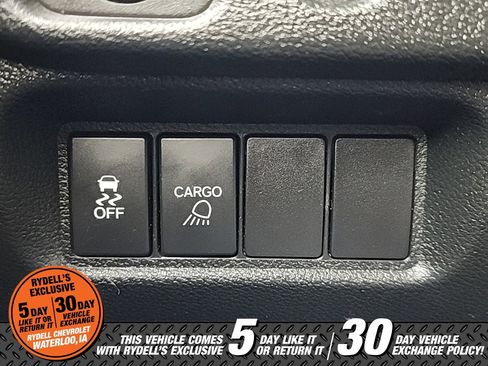 OFF
CARGO
RYDELL'S
EXCLUSIVE
5 DAY LIKE IT OR RETURN IT
30 DAY VEHICLE EXCHANGE
RYDELL CHEVROLET
WATERLOO, IA
THIS VEHICLE COMES WITH RYDELL'S EXCLUSIVE 5 DAY LIKE IT OR RETURN IT 30 DAY VEHICLE EXCHANGE POLICY!